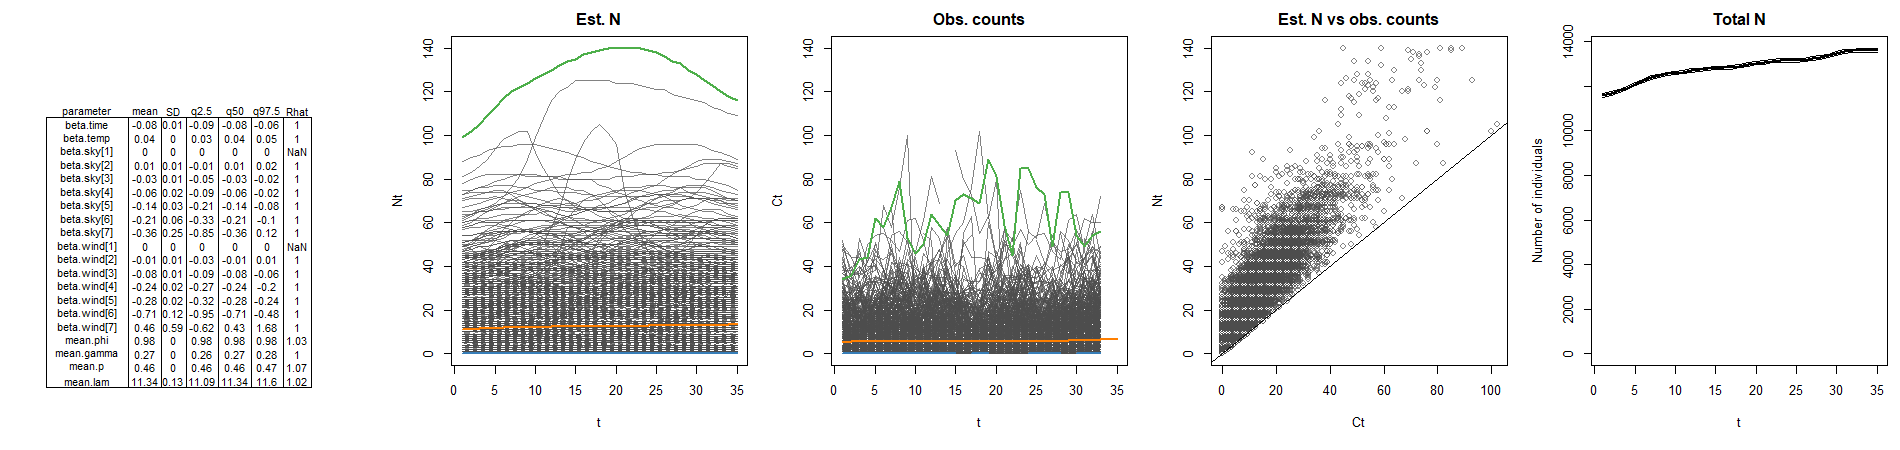 parameter mean SD q2.5 q50 q97.5 Rhat
beta.time -0.08 0.01 -0.09 -0.08 -0.06 1
beta.temp 0.04 0 0.03 0.04 0.05 1
beta.sky[1] 0 0 0 0 0 NaN
beta.sky[2] 0.01 0.01 -0.01 0.01 0.02 1
beta.sky[3] -0.03 0.01 -0.05 -0.03 -0.02 1
beta.sky[4] -0.06 0.02 -0.09 -0.06 -0.02 1
beta.sky[5] -0.14 0.03 -0.21 -0.14 -0.08 1
beta.sky[6] -0.21 0.06 -0.33 -0.21 -0.1 1
beta.sky[7] -0.36 0.25 -0.85 -0.36 0.12 1
beta.wind[1] 0 0 0 0 0 NaN
beta.wind[2] -0.01 0.01 -0.03 -0.01 0.01 1
beta.wind[3] -0.08 0.01 -0.09 -0.08 -0.06 1
beta.wind[4] -0.24 0.02 -0.27 -0.24 -0.2 1
beta.wind[5] -0.28 0.02 -0.32 -0.28 -0.24 1
beta.wind[6] -0.71 0.12 -0.95 -0.71 -0.48 1
beta.wind[7] 0.46 0.59 -0.62 0.43 1.68 1
mean.phi 0.98 0 0.98 0.98 0.98 1.03
mean.gamma 0.27 0 0.26 0.27 0.28 1
mean.p 0.46 0 0.46 0.46 0.47 1.07
mean.lam 11.34 0.13 11.09 11.34 11.6 1.02
Est. N
Nt
140
120
100
80
60
40
20
0
0 5 10 15 20 25 30 35
t
Obs. counts
Ct
140
120
100
80
60
40
20
0
0 5 10 15 20 25 30 35
t
Est. N vs obs. counts
Nt
140
120
100
80
60
40
20
0
0 20 40 60 80 100
Ct
Total N
Number of individuals
14000
10000
8000
6000
4000
2000
0
0 5 10 15 20 25 30 35
t